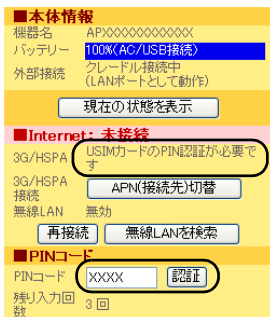 ■本体情報
機器名 APXXXXXXXXXXXX
バッテリー 100%(AC/USB接続)
外部接続 クレードル接続中
(LANポートとして動作)
現在の状態を表示
■Internet: 未接続
3G/HSPA USIMカードのPIN認証が必要で
す
3G/HSPA
接続 APN(接続先)切替
無線LAN 無効
再接続 無線LANを検索
■PINコード
PINコード XXXX 認証
残り入力回
数 3 回